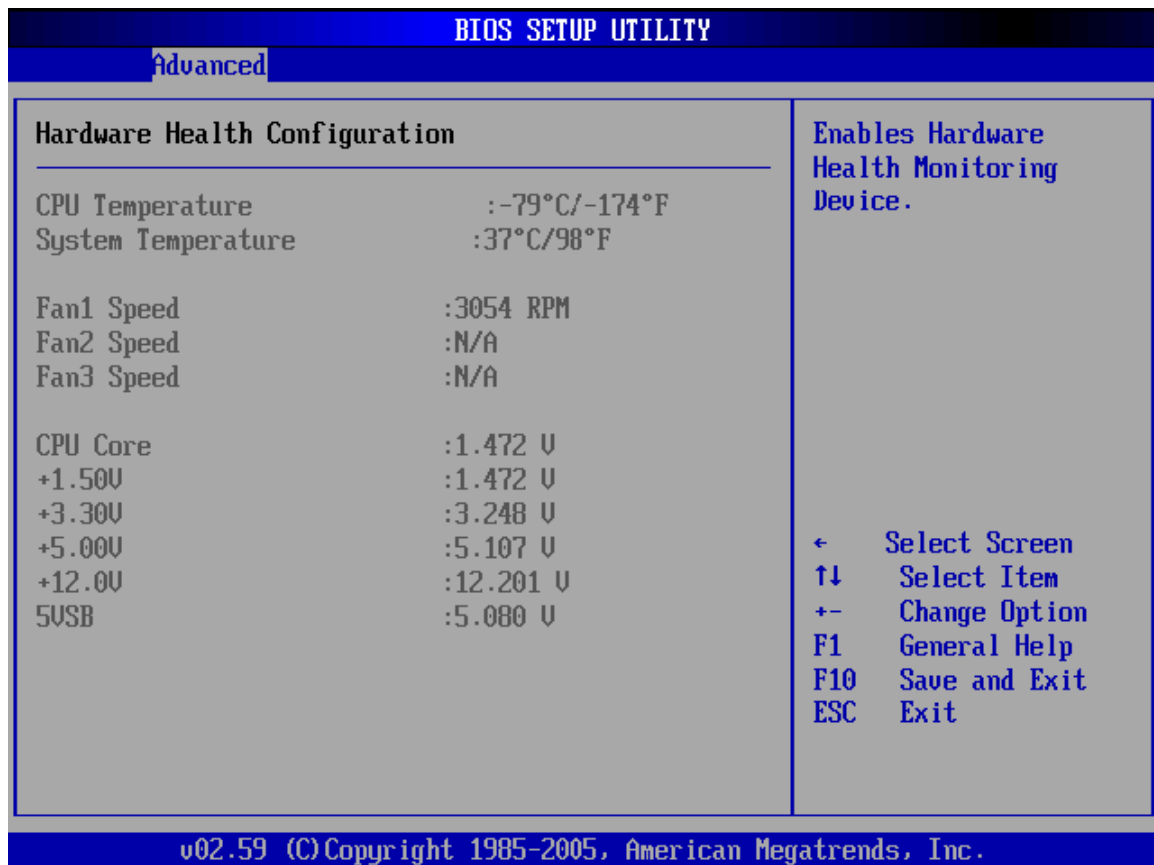 BIOS SETUP UTILITY
Advanced
Hardware Health Configuration
CPU Temperature :-79°C/-174°F
System Temperature :37°C/98°F
Fan1 Speed :3054 RPM
Fan2 Speed :N/A
Fan3 Speed :N/A
CPU Core :1.472 V
+1.50V :1.472 V
+3.30V :3.248 V
+5.00V :5.107 V
+12.0V :12.201 V
5VSB :5.080 V
Enables Hardware
Health Monitoring
Device.
← Select Screen
↑↓ Select Item
+- Change Option
F1 General Help
F10 Save and Exit
ESC Exit
v02.59 (C)Copyright 1985-2005, American Megatrends, Inc.